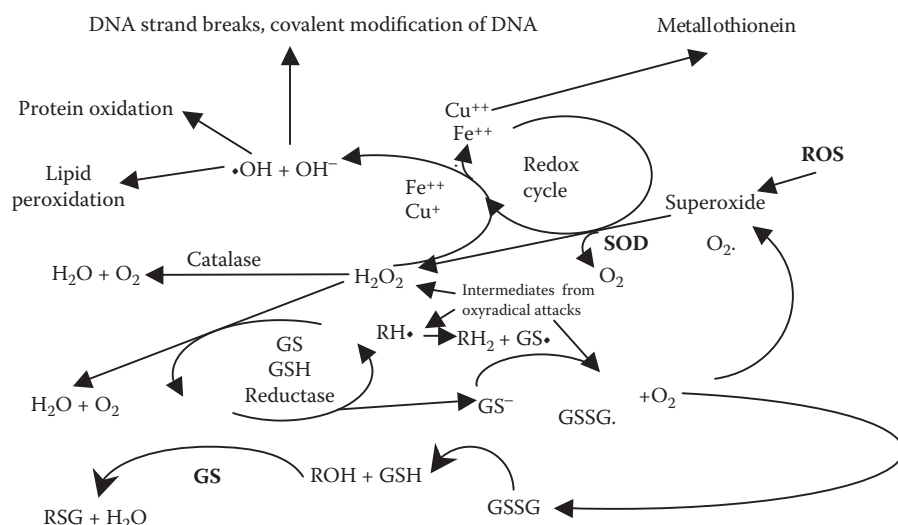 DNA strand breaks, covalent modification of DNA
Metallothionein
Protein oxidation
Cu⁺⁺
Fe⁺⁺
Lipid
peroxidation
•OH + OH⁻
Redox
cycle
ROS
Fe⁺⁺
Cu⁺
Superoxide
SOD
O₂.
H₂O + O₂
Catalase
H₂O₂
O₂
Intermediates from
oxyradical attacks
RH•
RH₂ + GS•
GS
GSH
Reductase
H₂O + O₂
GS⁻
GSSG.
+O₂
GS
ROH + GSH
GSSG
RSG + H₂O